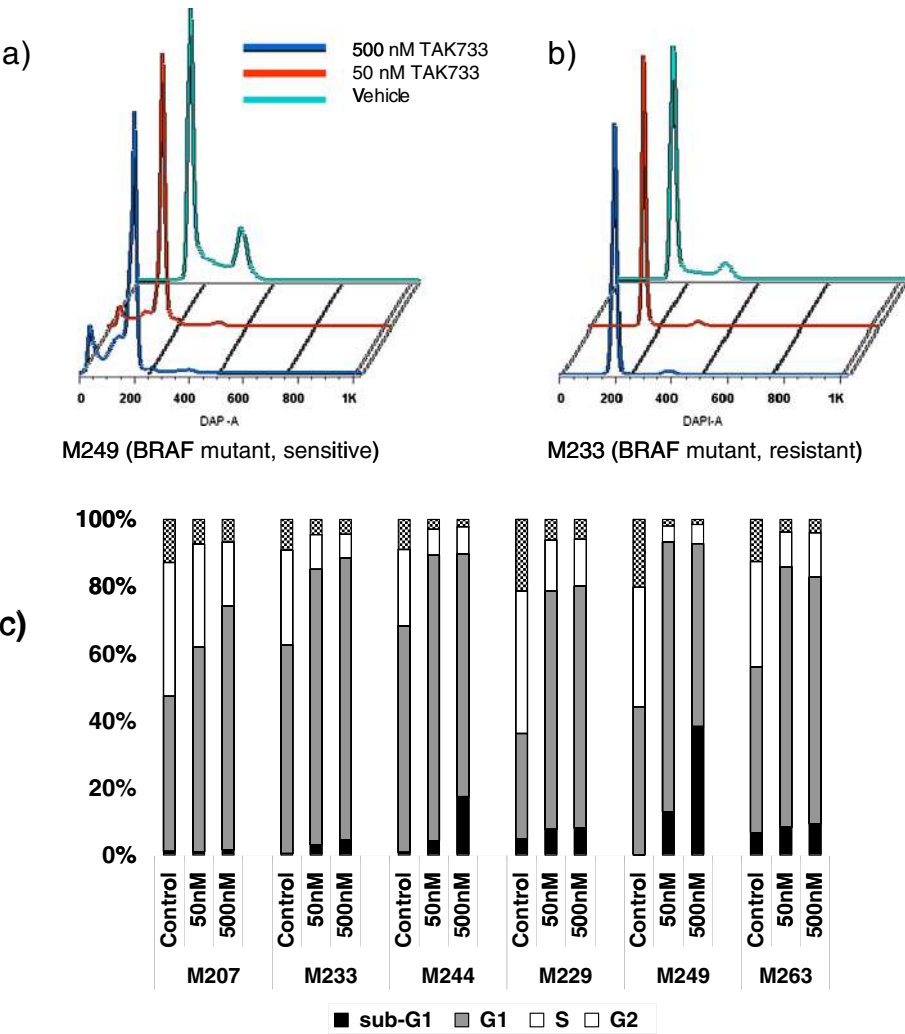 a)
500 nM TAK733
50 nM TAK733
Vehicle
b)
0 200 400 600 800 1K
DAP -A
0 200 400 600 800 1K
DAPI-A
M249 (BRAF mutant, sensitive)
M233 (BRAF mutant, resistant)
c)
100%
80%
60%
40%
20%
0%
Control 50nM 500nM Control 50nM 500nM Control 50nM 500nM Control 50nM 500nM Control 50nM 500nM Control 50nM 500nM
M207 M233 M244 M229 M249 M263
sub-G1 G1 S G2